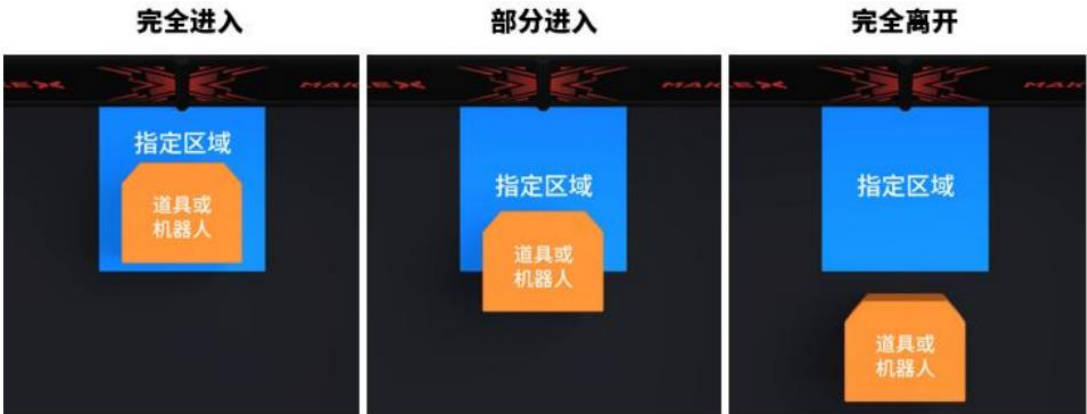 完全进入
部分进入
完全离开
指定区域
道具或
机器人
指定区域
道具或
机器人
指定区域
道具或
机器人